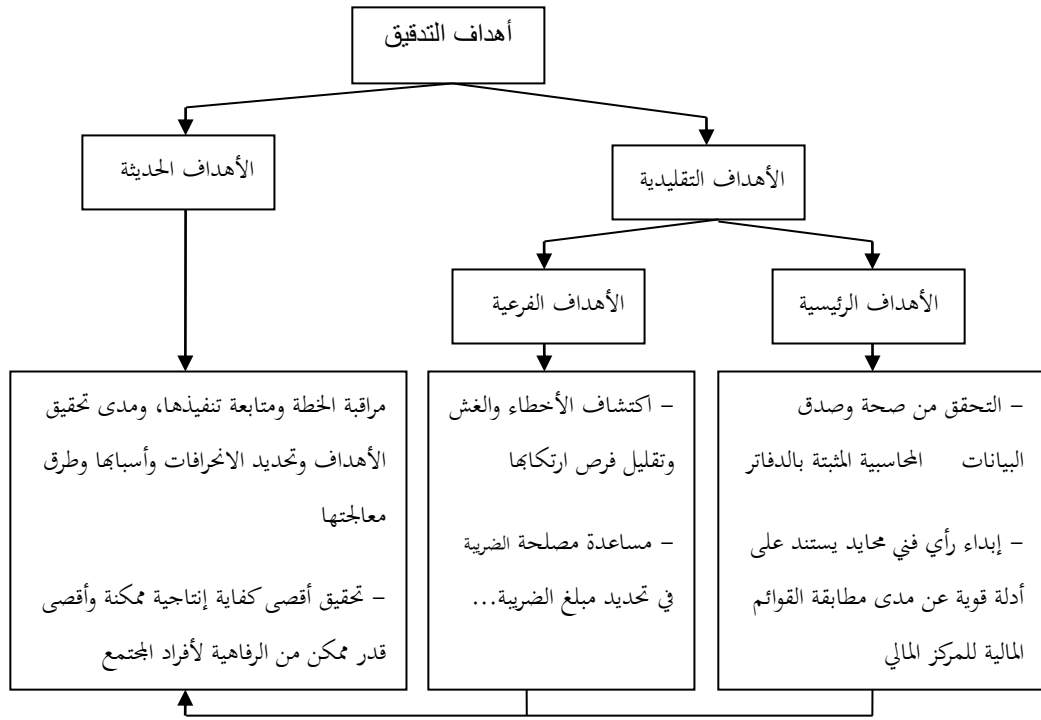 أهداف التدقيق
الأهداف التقليدية
الأهداف الحديثة
الأهداف الرئيسية
الأهداف الفرعية
– التحقق من صحة وصدق
البيانات المحاسبية المثبتة بالدفاتر
– إبداء رأي فني محايد يستند على
أدلة قوية عن مدى مطابقة القوائم
المالية للمركز المالي
– اكتشاف الأخطاء والغش
وتقليل فرص ارتكابها
– مساعدة مصلحة الضريبة
في تحديد مبلغ الضريبة...
مراقبة الخطة ومتابعة تنفيذها، ومدى تحقيق
الأهداف وتحديد الانحرافات وأسبابها وطرق
معالجتها
– تحقيق أقصى كفاية إنتاجية ممكنة وأقصى
قدر ممكن من الرفاهية لأفراد المجتمع